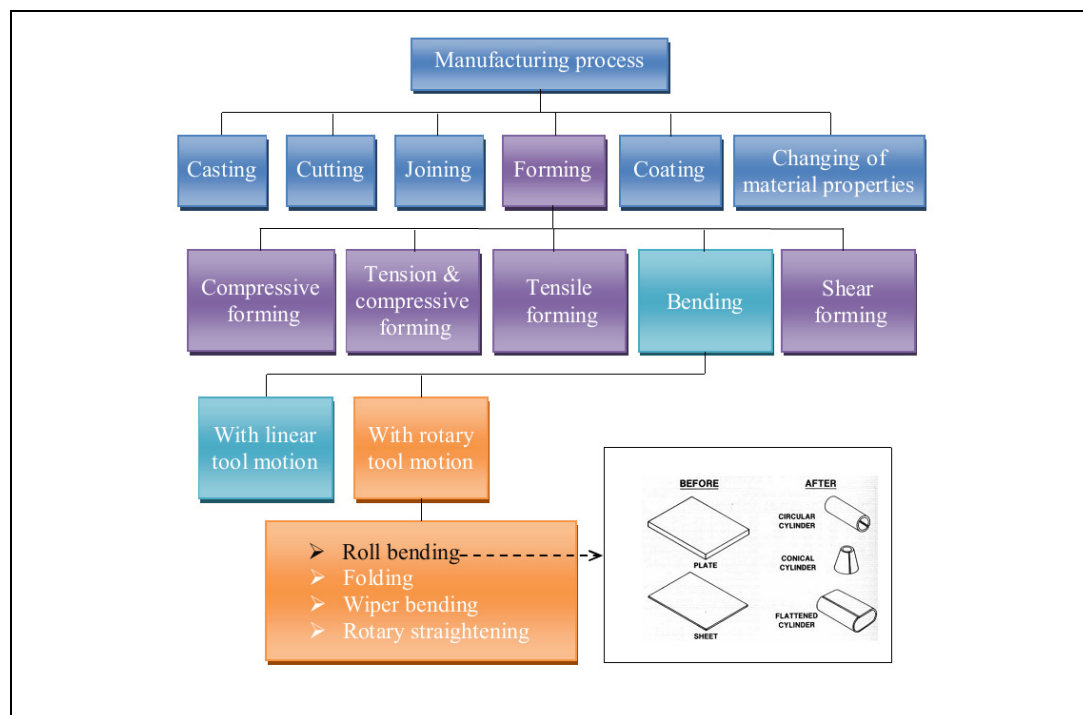 Manufacturing process
Casting
Cutting
Joining
Forming
Coating
Changing of
material properties
Compressive
forming
Tension &
compressive
forming
Tensile
forming
Bending
Shear
forming
With linear
tool motion
With rotary
tool motion
Roll bending
Folding
Wiper bending
Rotary straightening
BEFORE
PLATE
SHEET
AFTER
CIRCULAR
CYLINDER
CONICAL
CYLINDER
FLATTENED
CYLINDER